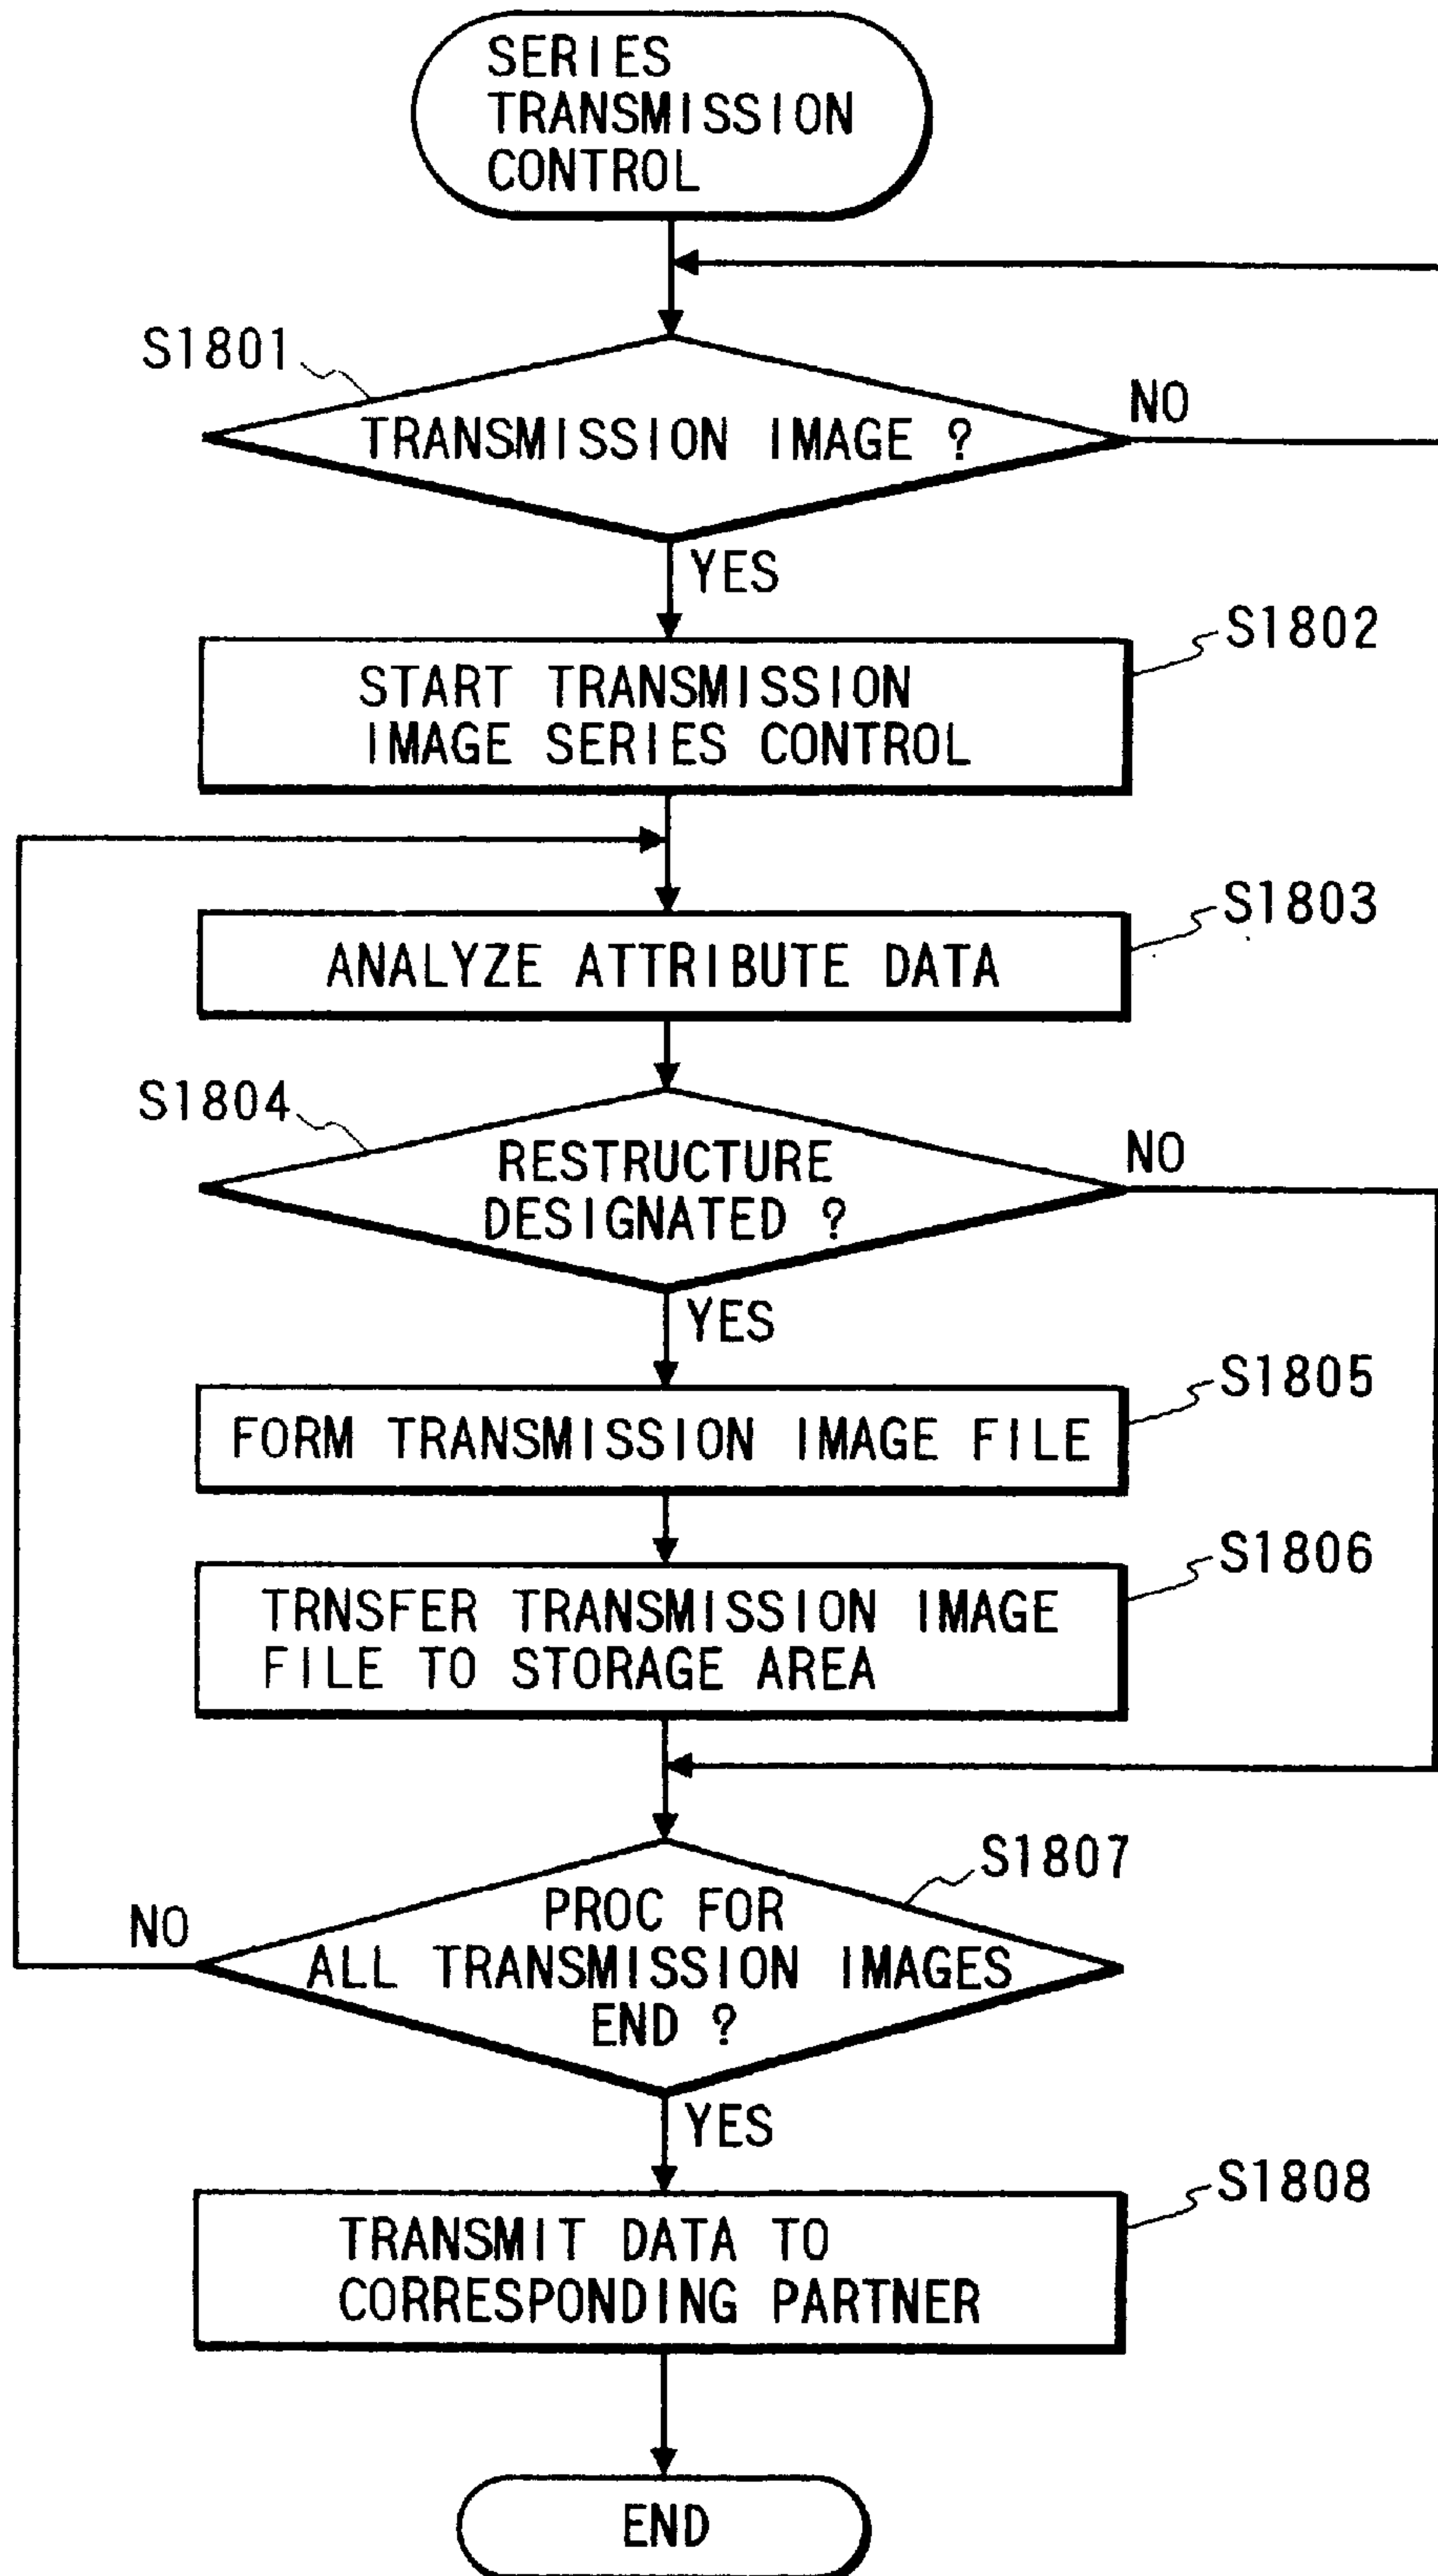 SERIES
TRANSMISSION
CONTROL
S1801
TRANSMISSION IMAGE ?
NO
YES
S1802
START TRANSMISSION
IMAGE SERIES CONTROL
S1803
ANALYZE ATTRIBUTE DATA
S1804
RESTRUCTURE
DESIGNATED ?
NO
YES
S1805
FORM TRANSMISSION IMAGE FILE
S1806
TRNSFER TRANSMISSION IMAGE
FILE TO STORAGE AREA
S1807
PROC FOR
ALL TRANSMISSION IMAGES
END ?
NO
YES
S1808
TRANSMIT DATA TO
CORRESPONDING PARTNER
END